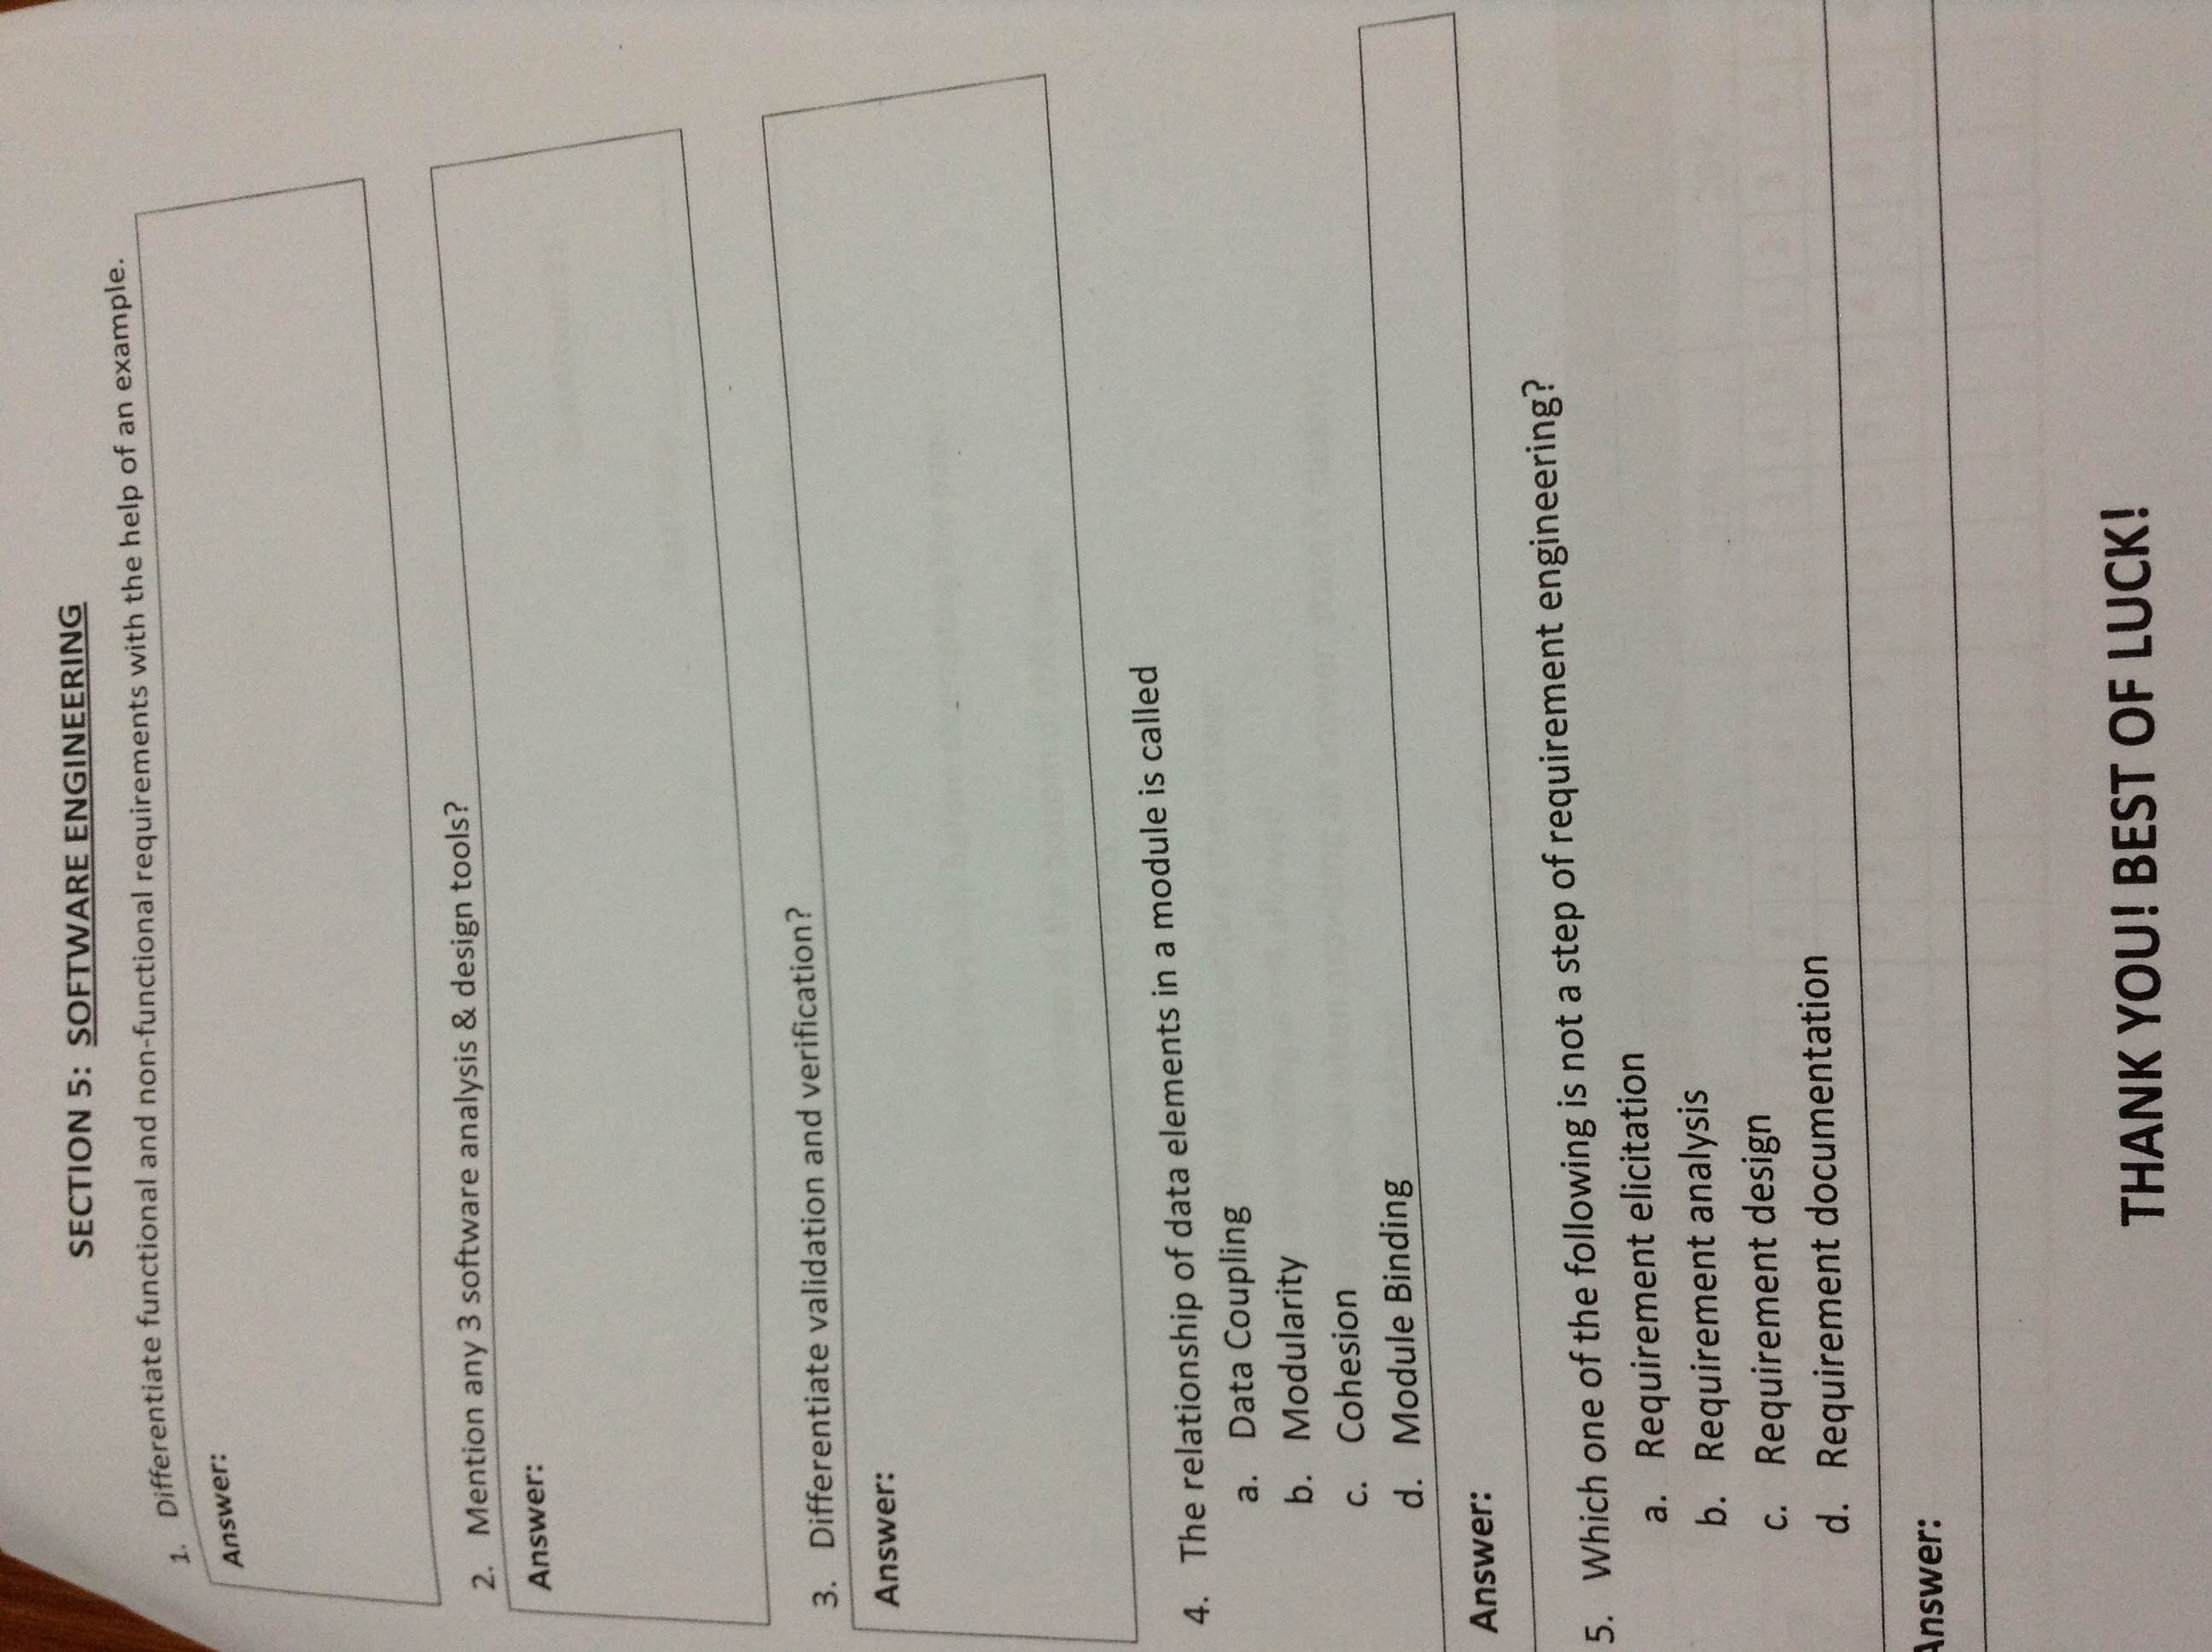 SECTION 5: SOFTWARE ENGINEERING
1. Differentiate functional and non-functional requirements with the help of an example.
Answer:
2. Mention any 3 software analysis & design tools?
Answer:
3. Differentiate validation and verification?
Answer:
4. The relationship of data elements in a module is called
a. Data Coupling
b. Modularity
c. Cohesion
d. Module Binding
Answer:
5. Which one of the following is not a step of requirement engineering?
a. Requirement elicitation
b. Requirement analysis
c. Requirement design
d. Requirement documentation
Answer:
THANK YOU! BEST OF LUCK!